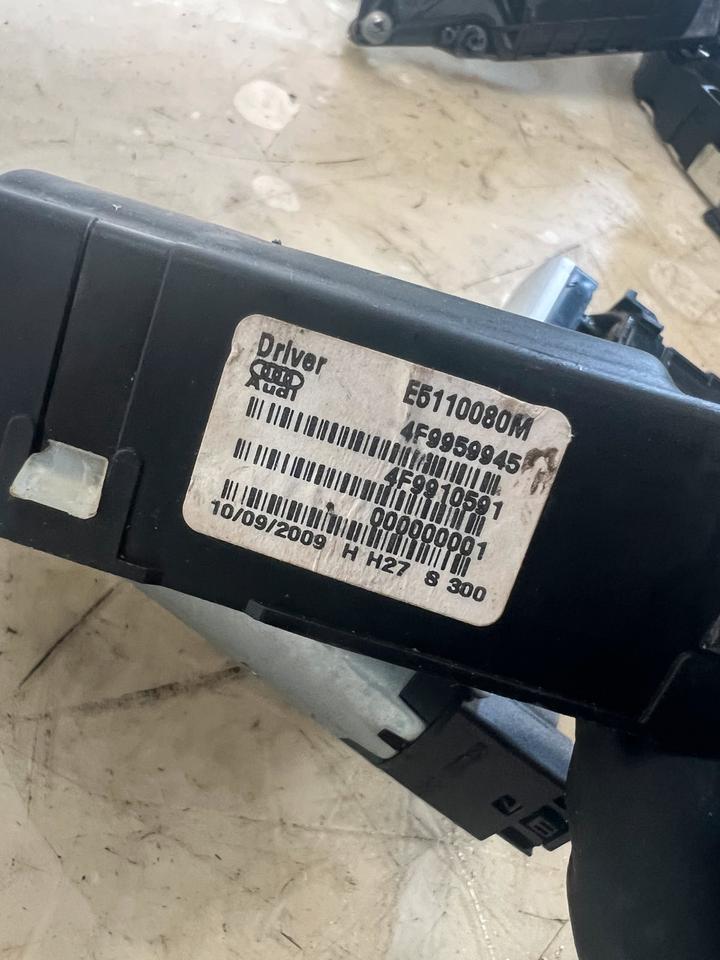 Driver
Audi
E5110080M
4F9959945
4F9910591
000000001
10/09/2009 H H27 S 300